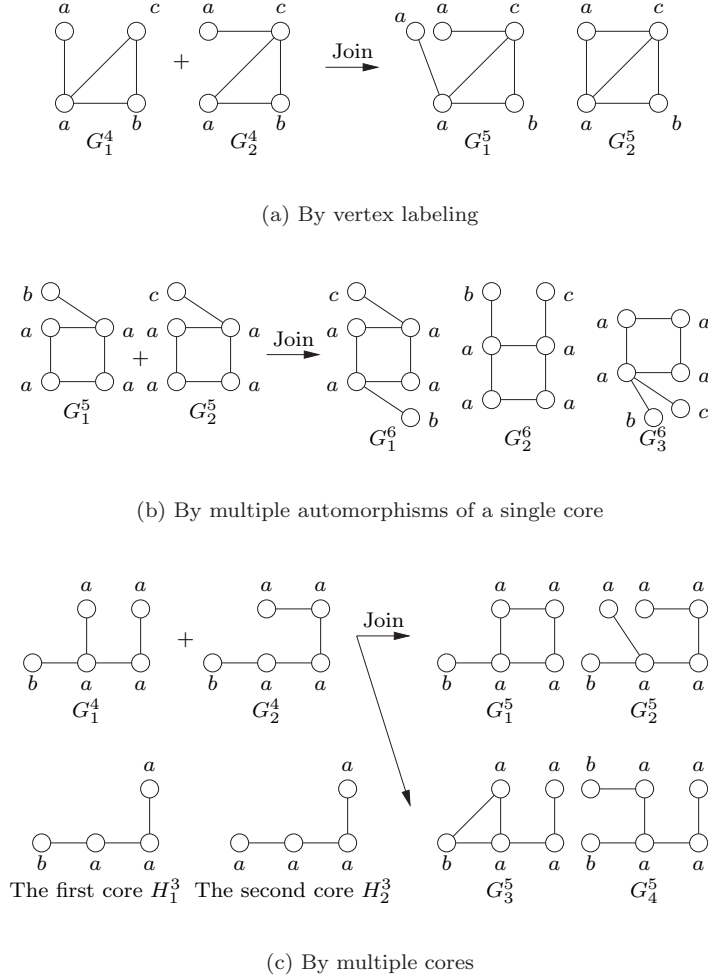 a c a c a a c a c
+ Join
a b a b a b a b
G_1^4 G_2^4 G_1^5 G_2^5
(a) By vertex labeling
b c c b c
a a a a a a a a
+ Join a a
a a a a a a a a
b b c
G_1^5 G_2^5 G_1^6 G_2^6 G_3^6
(b) By multiple automorphisms of a single core
a a a a a a a a a
+ Join
b a a b a a b a a b a a
G_1^4 G_2^4 G_1^5 G_2^5
a a a a b a a
b a a a a a b a a b a a
The first core H_1^3 The second core H_2^3 G_3^5 G_4^5
(c) By multiple cores